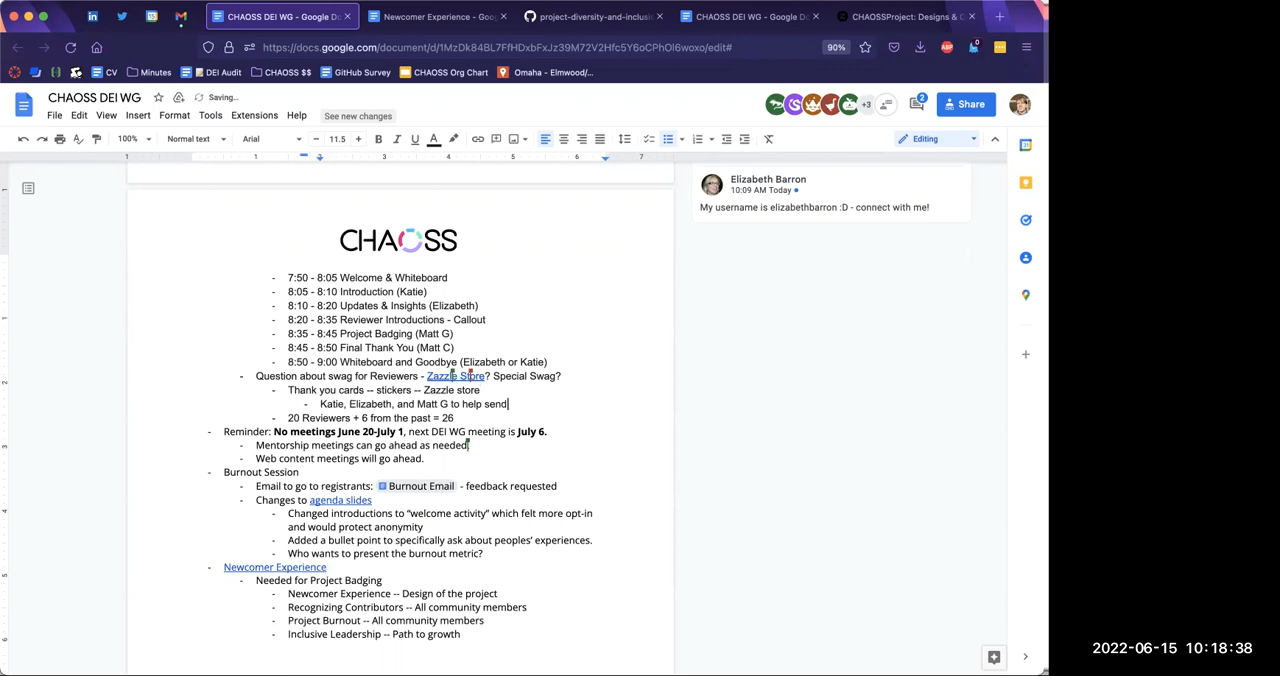 CHAOSS DEI WG - Google Do
Newcomer Experience - Goog
project-diversity-and-inclusi
CHAOSS DEI WG - Google Do
CHAOSSProject: Designs & C
https://docs.google.com/document/d/1MzDk84BL7FfHDxbFxJz39M72V2Hfc5Y6oCPhOl6woxo/edit#
90%
ABP
0
CV
Minutes
DEI Audit
CHAOSS $$
GitHub Survey
CHAOSS Org Chart
Omaha - Elmwood/...
CHAOSS DEI WG
Saving...
File Edit View Insert Format Tools Extensions Help
See new changes
+3
2
Share
100%
Normal text
Arial
11.5
Editing
CHAOSS
- 7:50 - 8:05 Welcome & Whiteboard
- 8:05 - 8:10 Introduction (Katie)
- 8:10 - 8:20 Updates & Insights (Elizabeth)
- 8:20 - 8:35 Reviewer Introductions - Callout
- 8:35 - 8:45 Project Badging (Matt G)
- 8:45 - 8:50 Final Thank You (Matt C)
- 8:50 - 9:00 Whiteboard and Goodbye (Elizabeth or Katie)
- Question about swag for Reviewers - Zazzle Store? Special Swag?
- Thank you cards -- stickers -- Zazzle store
- Katie, Elizabeth, and Matt G to help send
- 20 Reviewers + 6 from the past = 26
- Reminder: No meetings June 20-July 1, next DEI WG meeting is July 6.
- Mentorship meetings can go ahead as needed,
- Web content meetings will go ahead.
- Burnout Session
- Email to go to registrants: Burnout Email - feedback requested
- Changes to agenda slides
- Changed introductions to “welcome activity” which felt more opt-in
and would protect anonymity
- Added a bullet point to specifically ask about peoples’ experiences.
- Who wants to present the burnout metric?
- Newcomer Experience
- Needed for Project Badging
- Newcomer Experience -- Design of the project
- Recognizing Contributors -- All community members
- Project Burnout -- All community members
- Inclusive Leadership -- Path to growth
Elizabeth Barron
10:09 AM Today
My username is elizabethbarron :D - connect with me!
2022-06-15 10:18:38